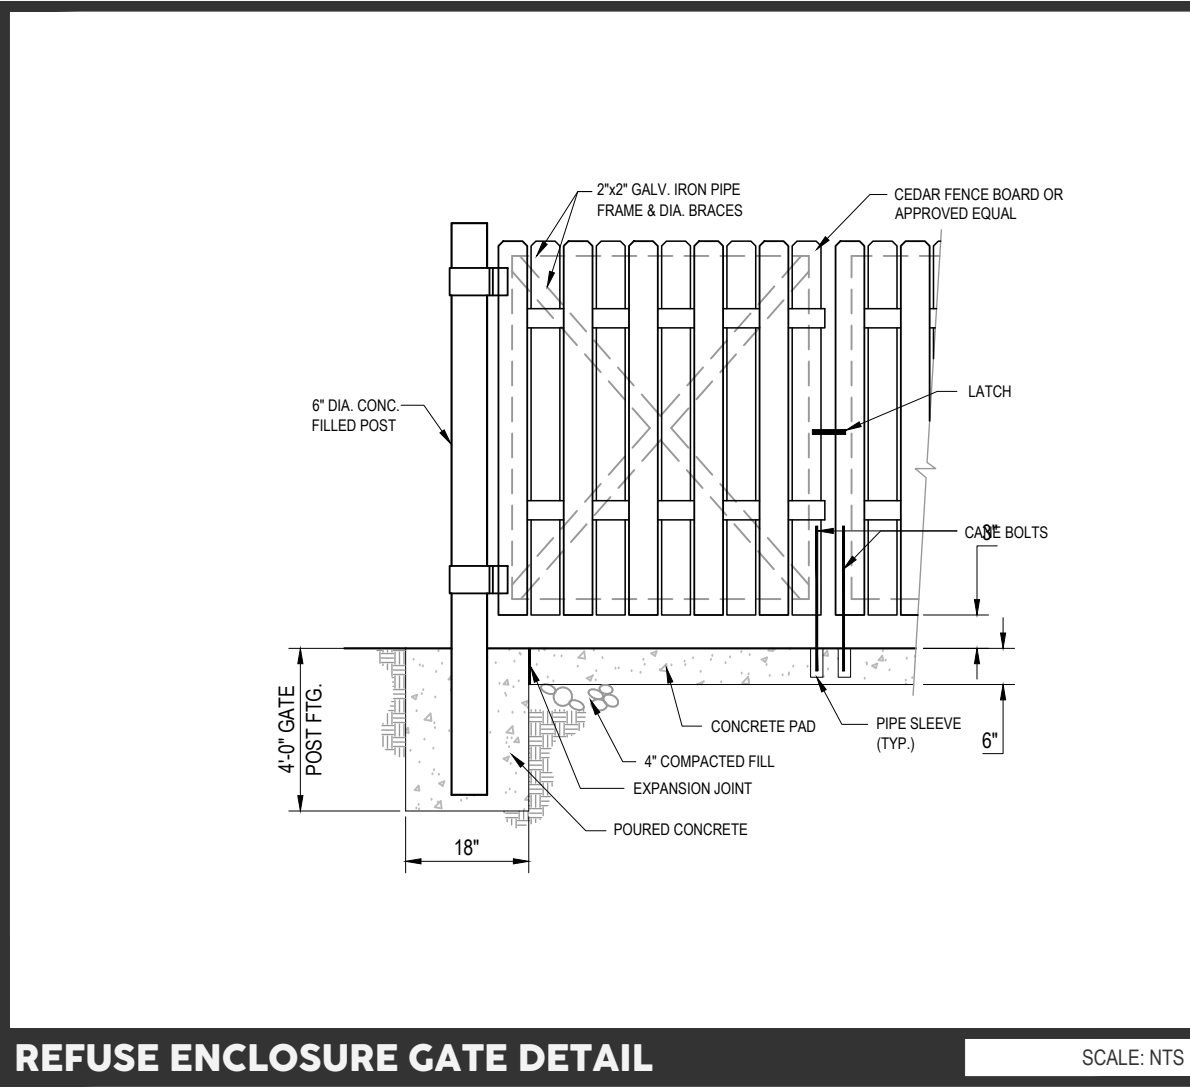 2"x2" GALV. IRON PIPE
FRAME & DIA. BRACES
CEDAR FENCE BOARD OR
APPROVED EQUAL
6" DIA. CONC.
FILLED POST
LATCH
CANE BOLTS
3"
4'-0" GATE
POST FTG.
CONCRETE PAD
PIPE SLEEVE
(TYP.)
6"
4" COMPACTED FILL
EXPANSION JOINT
POURED CONCRETE
18"
REFUSE ENCLOSURE GATE DETAIL
SCALE: NTS